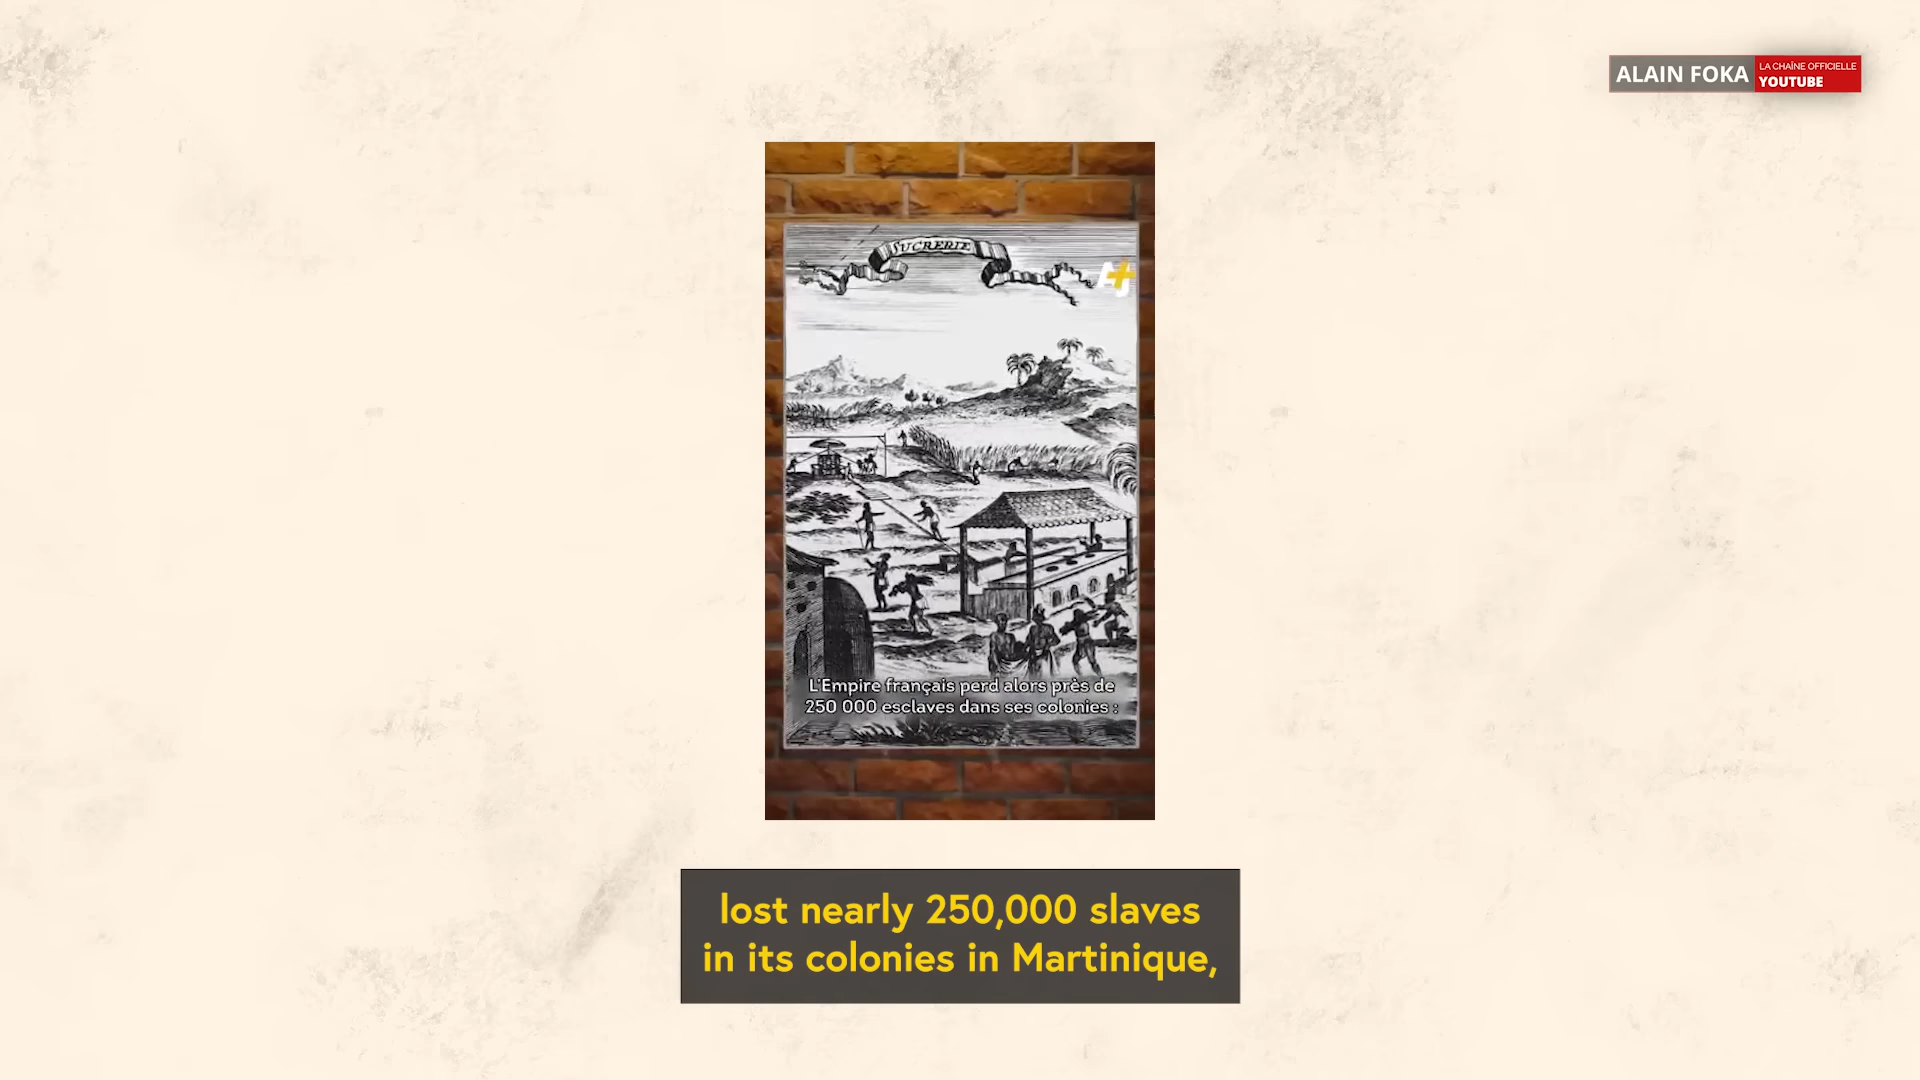 ALAIN FOKA
LA CHAÎNE OFFICIELLE
YOUTUBE
SUCRERIE
AJ+
L'Empire français perd alors près de
250 000 esclaves dans ses colonies :
lost nearly 250,000 slaves
in its colonies in Martinique,